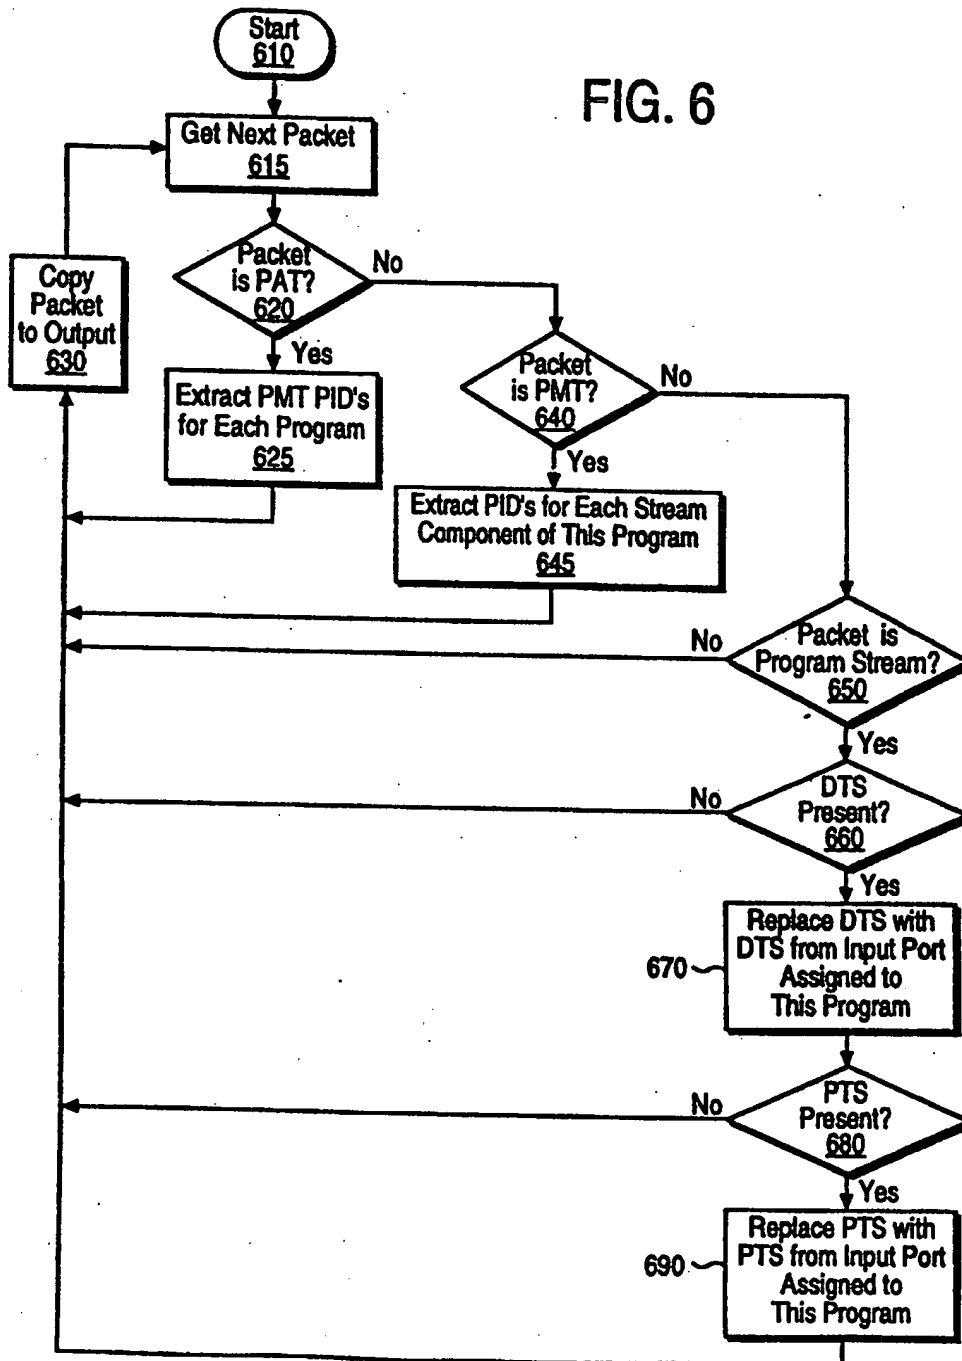 Start
610
FIG. 6
Get Next Packet
615
Packet
is PAT?
620
No
Yes
Copy
Packet
to Output
630
Extract PMT PID's
for Each Program
625
Packet
is PMT?
640
No
Yes
Extract PID's for Each Stream
Component of This Program
645
Packet is
Program Stream?
650
No
Yes
DTS
Present?
660
No
Yes
Replace DTS with
DTS from Input Port
Assigned to
This Program
670
PTS
Present?
680
No
Yes
Replace PTS with
PTS from Input Port
Assigned to
This Program
690